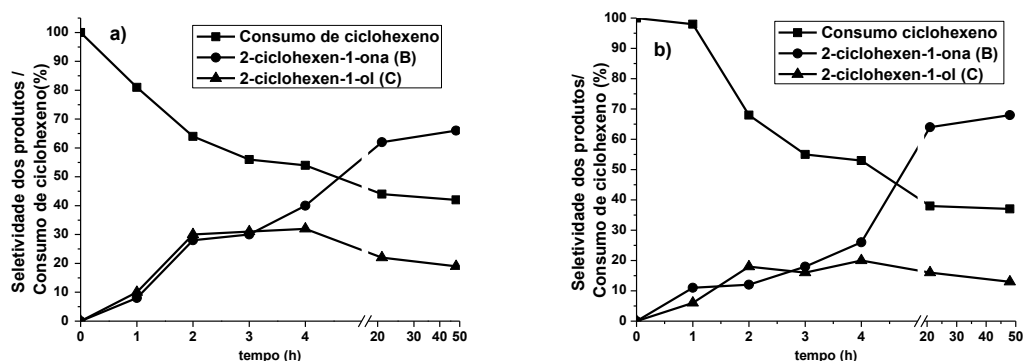 a)
Consumo de ciclohexeno
2-ciclohexen-1-ona (B)
2-ciclohexen-1-ol (C)
Seletividade dos produtos /
Consumo de ciclohexeno(%)
100
90
80
70
60
50
40
30
20
10
0
0 1 2 3 4 20 30 40 50
tempo (h)
b)
Consumo ciclohexeno
2-ciclohexen-1-ona (B)
2-ciclohexen-1-ol (C)
Seletividade dos produtos/
Consumo de ciclohexeno (%)
100
90
80
70
60
50
40
30
20
10
0
0 1 2 3 4 20 30 40 50
tempo (h)